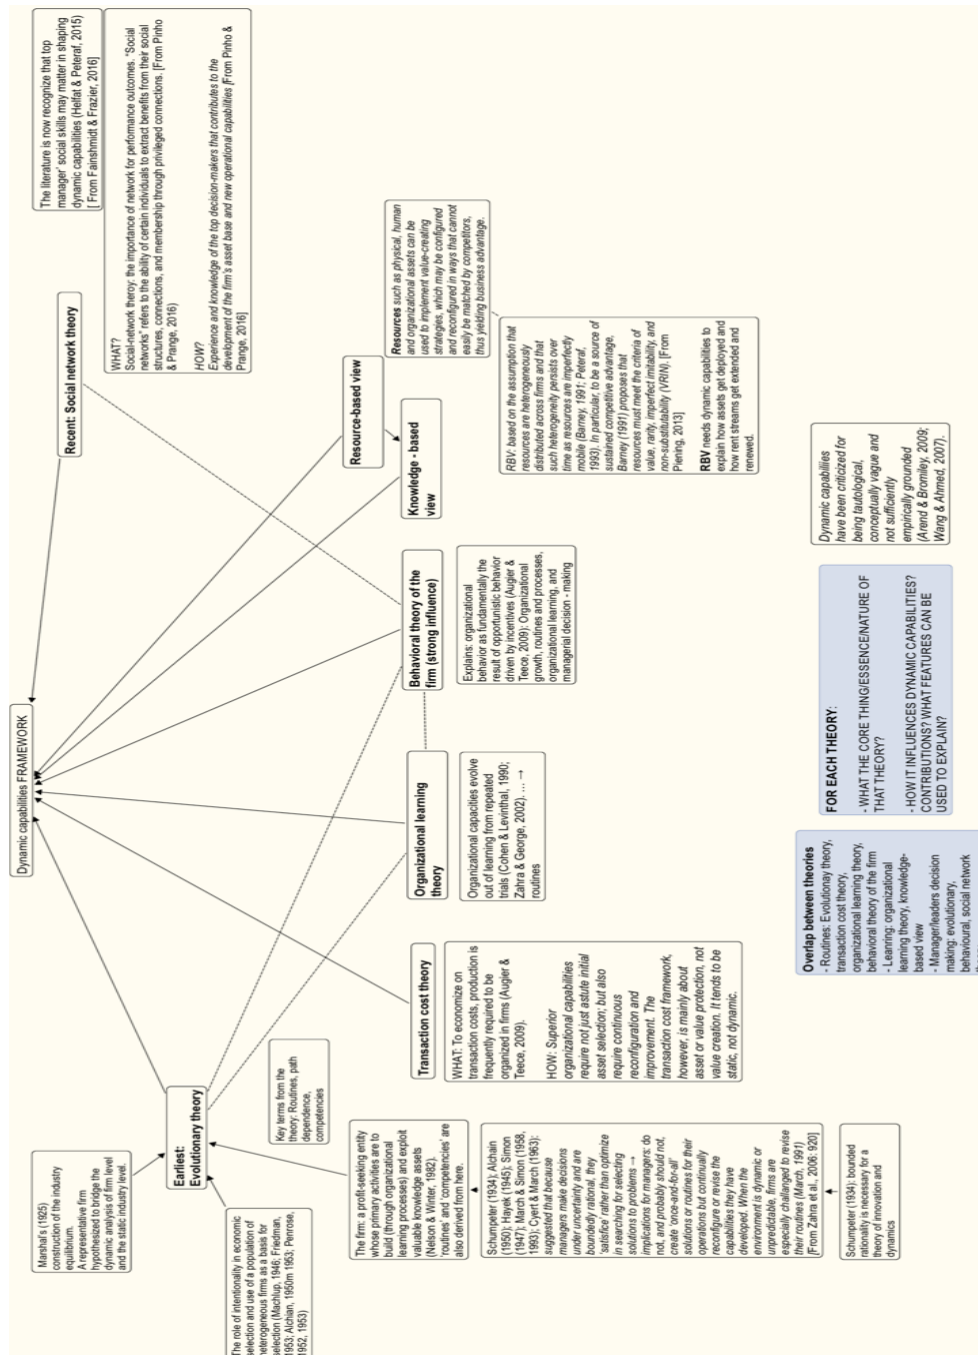 Dynamic capabilities FRAMEWORK
Marshal's (1925)
construction of the industry
equilibrium.
A representative firm
hypothesized to bridge the
dynamic analysis of firm level
and the static industry level.
The role of intentionality in economic
selection and use of a population of
heterogeneous firms as a basis for
selection (Machlup, 1946; Friedman,
1953; Alchian, 1950m 1953; Penrose,
1952, 1953)
Earliest:
Evolutionary theory
Key terms from the
theory: Routines, path
dependence,
competencies
The firm: a profit-seeking entity
whose primary activities are to
build (through organizational
learning processes) and exploit
valuable knowledge assets
(Nelson & Winter, 1982).
'routines' and 'competencies' are
also derived from here.
Schumpeter (1934); Alchain
(1950); Hayek (1945); Simon
(1947); March & Simon (1958,
1993); Cyert & March (1963):
suggested that because
managers make decisions
under uncertainty and are
boundedly rational, they
'satisfice rather than optimize
in searching for selecting
solutions to problems →
implications for managers: do
not, and probably should not,
create 'once-and-for-all'
solutions or routines for their
operations but continually
reconfigure or revise the
capabilities they have
developed. When the
environment is dynamic or
unpredictable, firms are
especially challenged to revise
their routines (March, 1991)
[From Zahra et al., 2006: 920]
Schumpeter (1934): bounded
rationality is necessary for a
theory of innovation and
dynamics
Transaction cost theory
WHAT: To economize on
transaction costs, production is
frequently required to be
organized in firms (Augier &
Teece, 2009).
HOW: Superior
organizational capabilities
require not just astute initial
asset selection; but also
require continuous
reconfiguration and
improvement. The
transaction cost framework,
however, is mainly about
asset or value protection, not
value creation. It tends to be
static, not dynamic.
Organizational learning
theory
Organizational capacities evolve
out of learning from repeated
trials (Cohen & Levinthal, 1990;
Zahra & George, 2002). ... →
routines
Behavioral theory of the
firm (strong influence)
Explains: organizational
behavior as fundamentally the
result of opportunistic behavior
driven by incentives (Augier &
Teece, 2009): Organizational
growth, routines and processes,
organizational learning, and
managerial decision - making
Knowledge - based
view
Resource-based view
Resources such as physical, human
and organizational assets can be
used to implement value-creating
strategies, which may be configured
and reconfigured in ways that cannot
easily be matched by competitors,
thus yielding business advantage.
RBV: based on the assumption that
resources are heterogeneously
distributed across firms and that
such heterogeneity persists over
time as resources are imperfectly
mobile (Barney, 1991; Peteraf,
1993). In particular, to be a source of
sustained competitive advantage,
Barney (1991) proposes that
resources must meet the criteria of
value, rarity, imperfect imitability, and
non-substitutability (VRIN). [From
Piening, 2013]
RBV needs dynamic capabilities to
explain how assets get deployed and
how rent streams get extended and
renewed.
Recent: Social network theory
The literature is now recognize that top
manager' social skills may matter in shaping
dynamic capabilities (Helfat & Peteraf, 2015)
[ From Fainshmidt & Frazier, 2016]
WHAT?
Social-network theroy: the importance of network for performance outcomes. "Social
networks" refers to the ability of certain individuals to extract benefits from their social
structures, connections, and membership through privileged connections. [From Pinho
& Prange, 2016)
HOW?
Experience and knowledge of the top decision-makers that contributes to the
development of the firm's asset base and new operational capabilities [From Pinho &
Prange, 2016]
Overlap between theories
- Routines: Evolutionay theory,
transaction cost theory,
organizational learning theory,
behavioral theory of the firm
- Learning: organizational
learning theory, knowledge-
based view
- Manager/leaders decision
making: evolutionary,
behavioural, social network
FOR EACH THEORY:
- WHAT THE CORE THING/ESSENCE/NATURE OF
THAT THEORY?
- HOW IT INFLUENCES DYNAMIC CAPABILITIES?
CONTRIBUTIONS? WHAT FEATURES CAN BE
USED TO EXPLAIN?
Dynamic capabilities
have been criticized for
being tautological,
conceptually vague and
not sufficiently
empirically grounded
(Arend & Bromiley, 2009;
Wang & Ahmed, 2007).